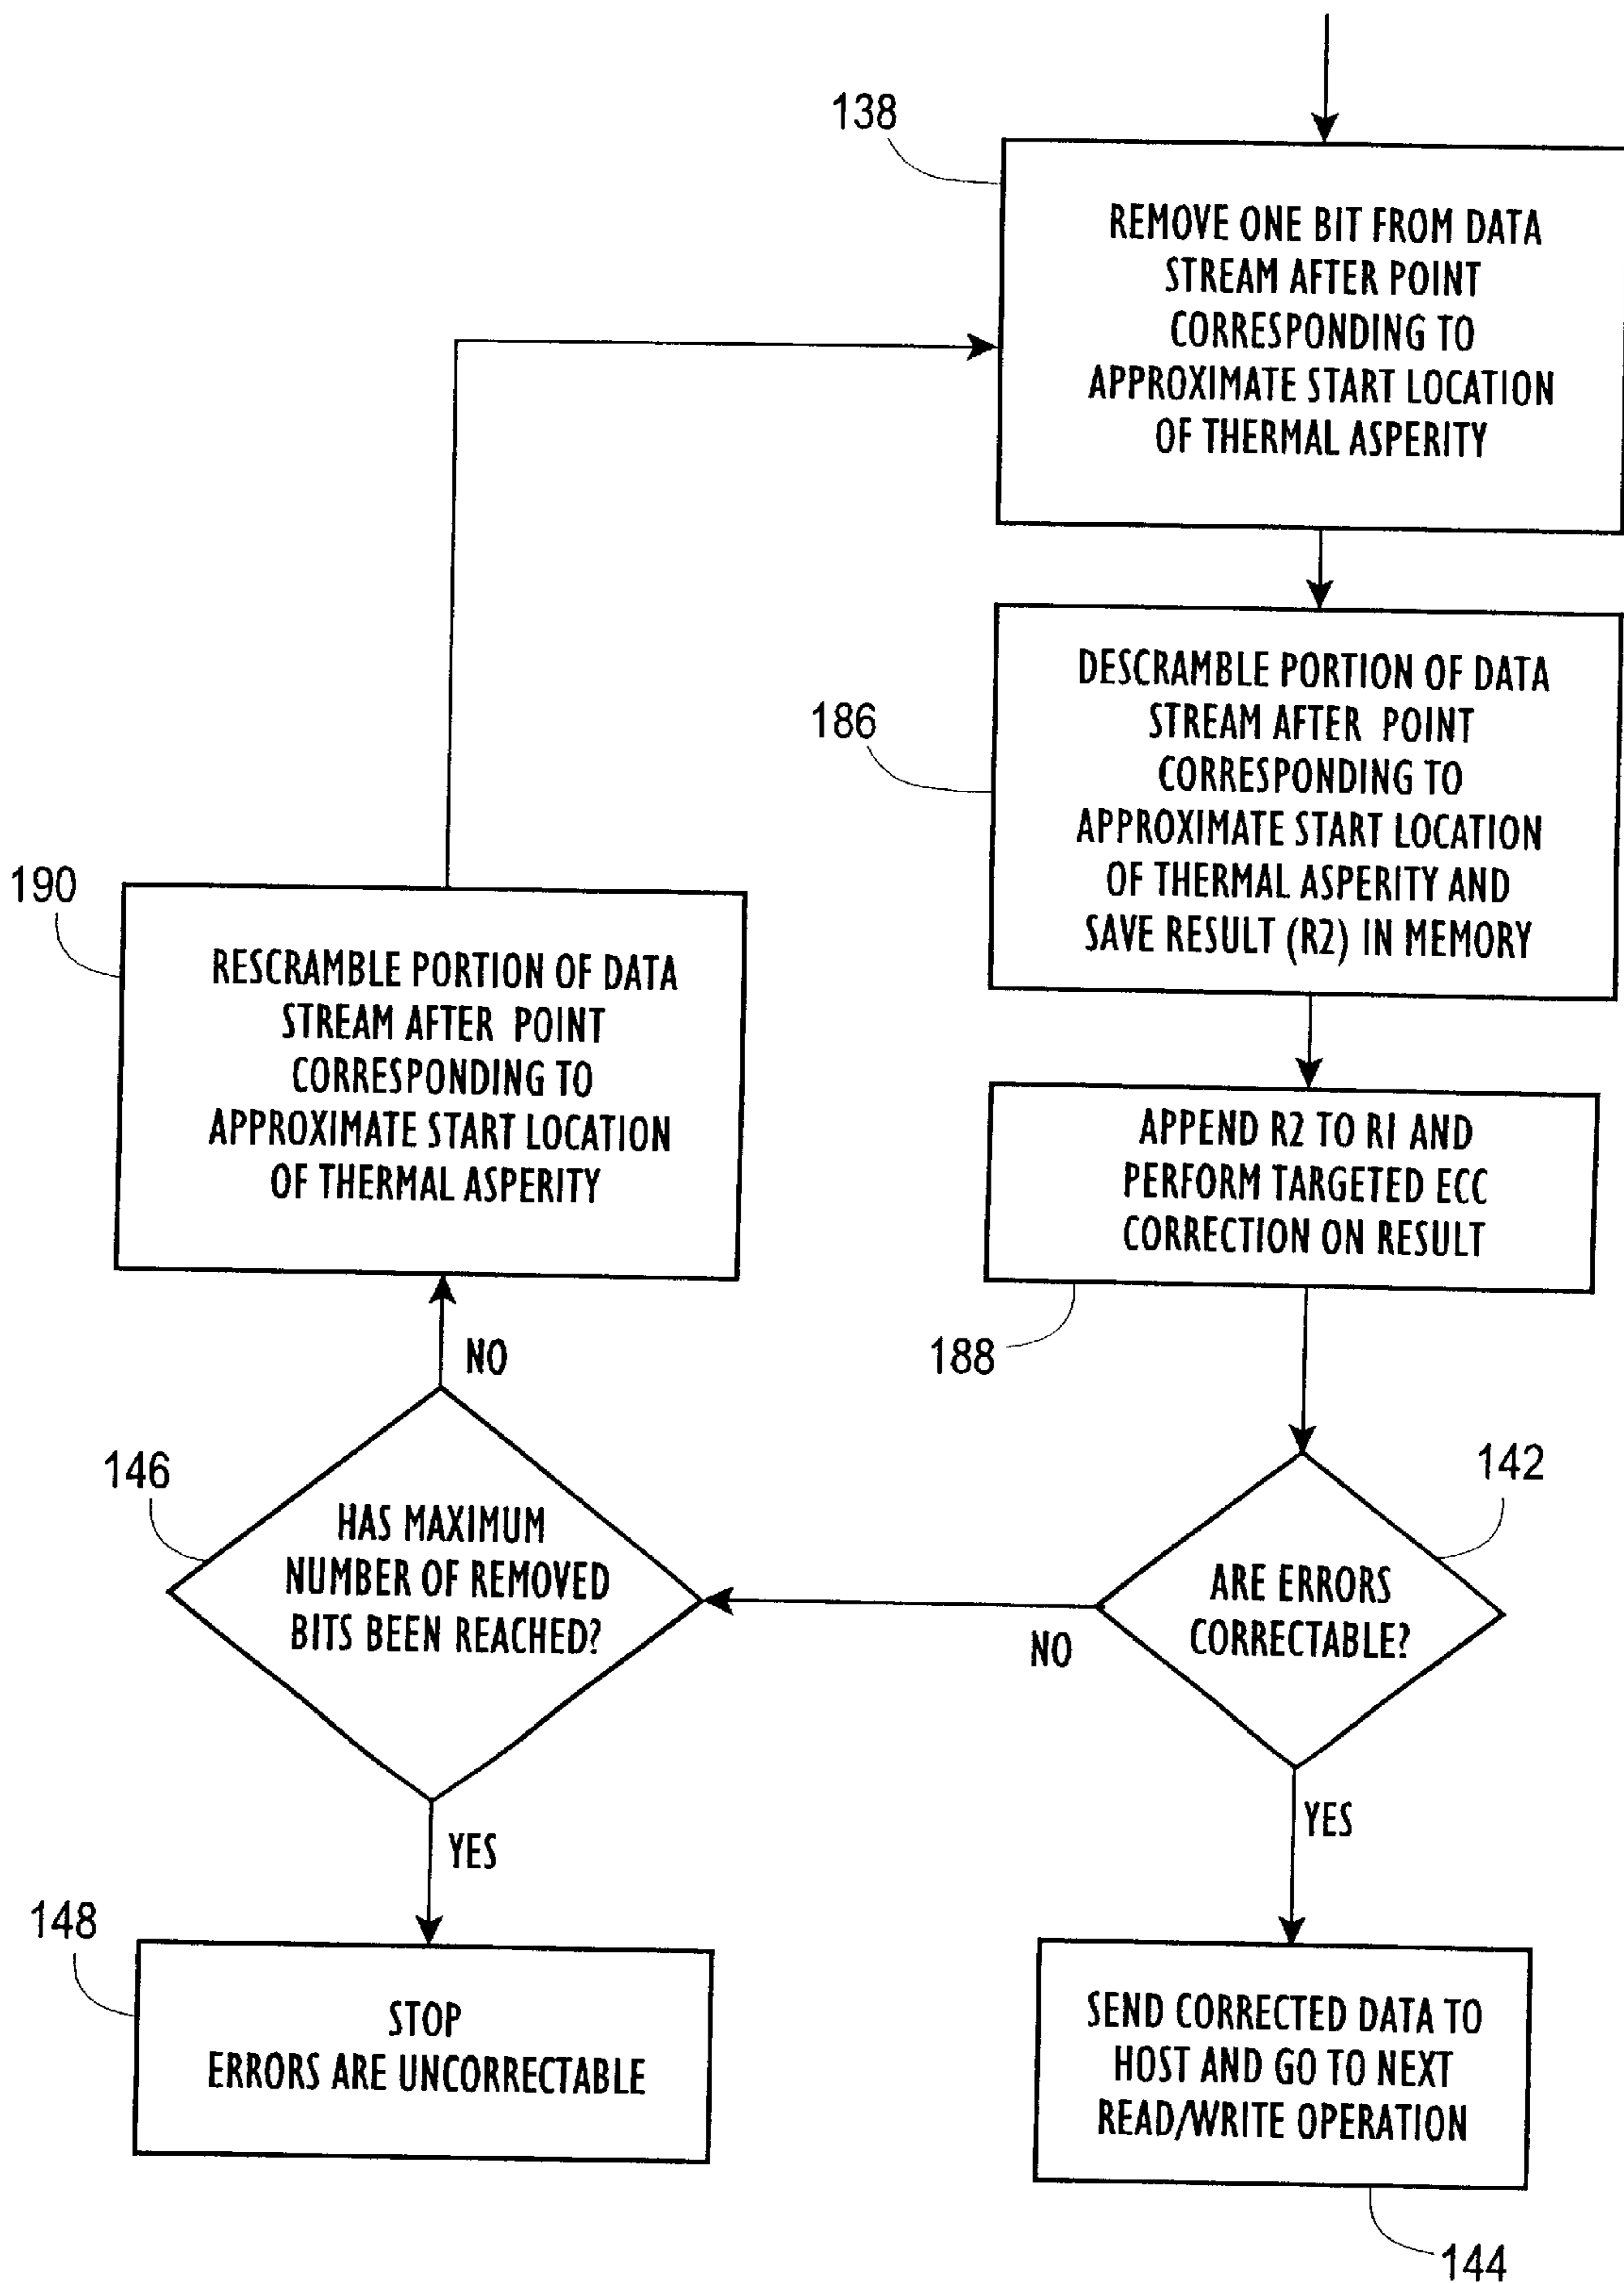 138
REMOVE ONE BIT FROM DATA
STREAM AFTER POINT
CORRESPONDING TO
APPROXIMATE START LOCATION
OF THERMAL ASPERITY
186
DESCRAMBLE PORTION OF DATA
STREAM AFTER POINT
CORRESPONDING TO
APPROXIMATE START LOCATION
OF THERMAL ASPERITY AND
SAVE RESULT (R2) IN MEMORY
190
RESCRAMBLE PORTION OF DATA
STREAM AFTER POINT
CORRESPONDING TO
APPROXIMATE START LOCATION
OF THERMAL ASPERITY
APPEND R2 TO R1 AND
PERFORM TARGETED ECC
CORRECTION ON RESULT
188
NO
146
HAS MAXIMUM
NUMBER OF REMOVED
BITS BEEN REACHED?
142
ARE ERRORS
CORRECTABLE?
NO
YES
YES
148
STOP
ERRORS ARE UNCORRECTABLE
SEND CORRECTED DATA TO
HOST AND GO TO NEXT
READ/WRITE OPERATION
144